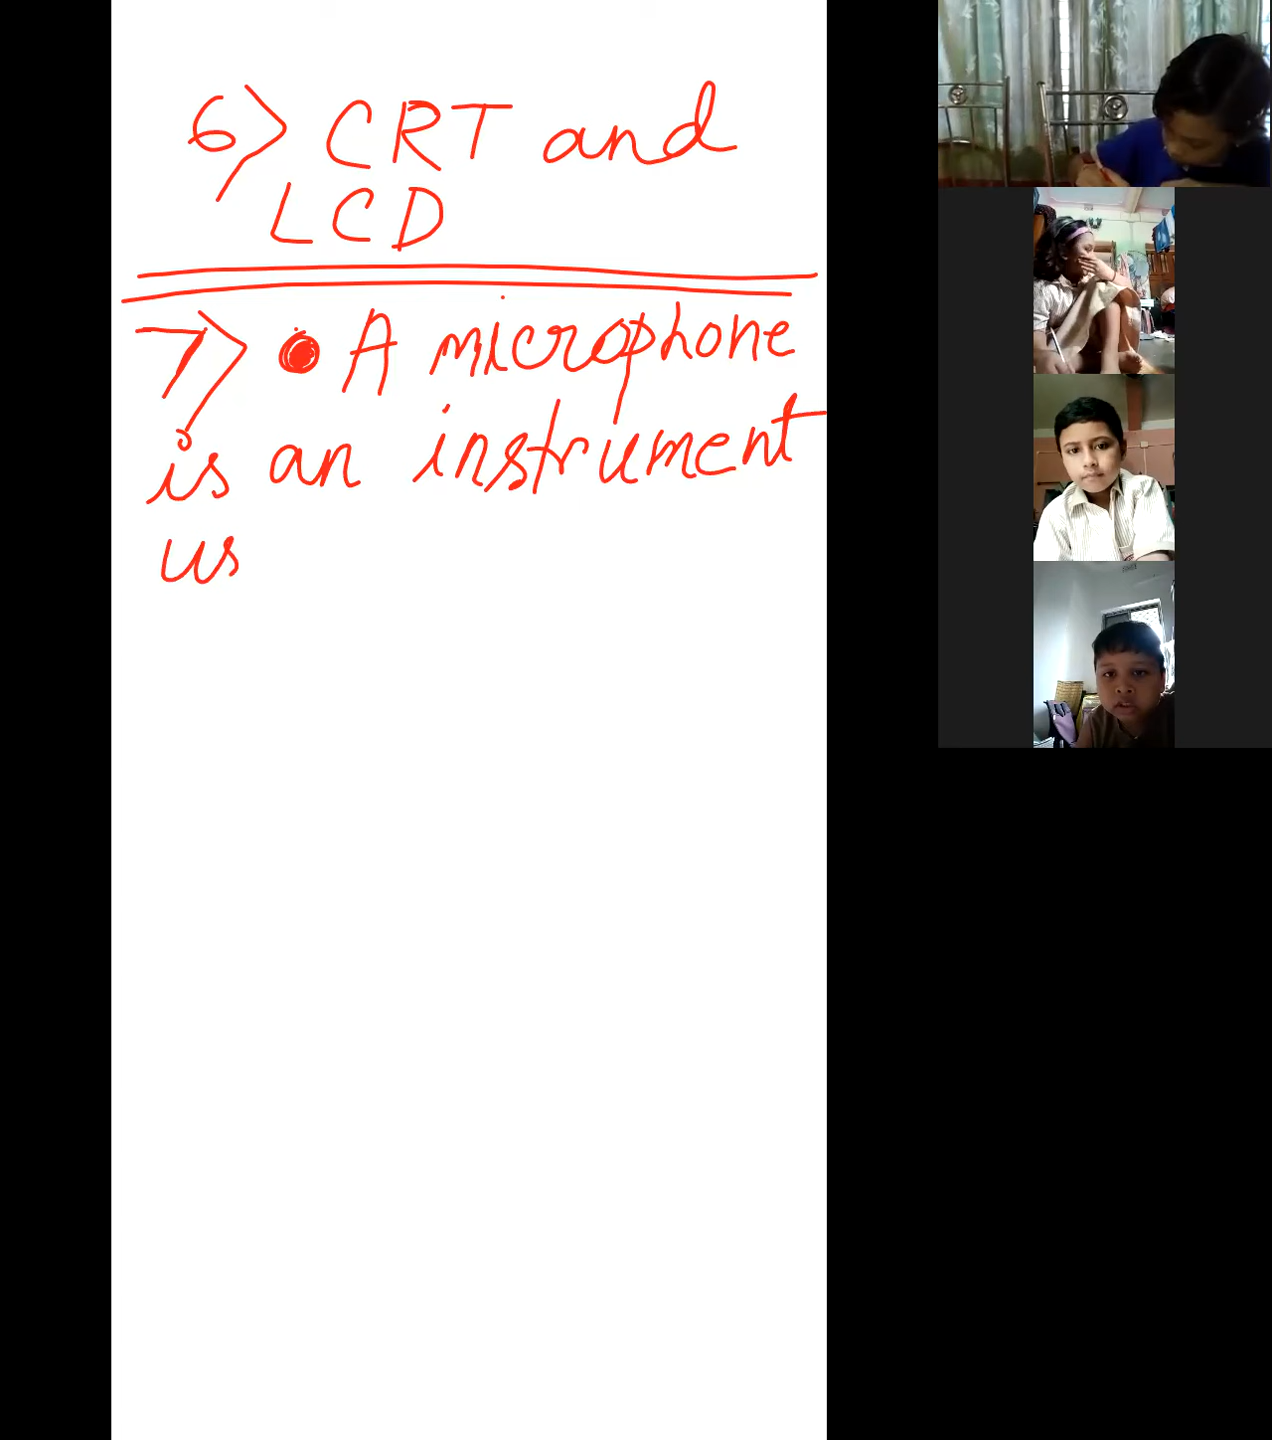 6> CRT and
LCD
7> • A microphone
is an instrument
us